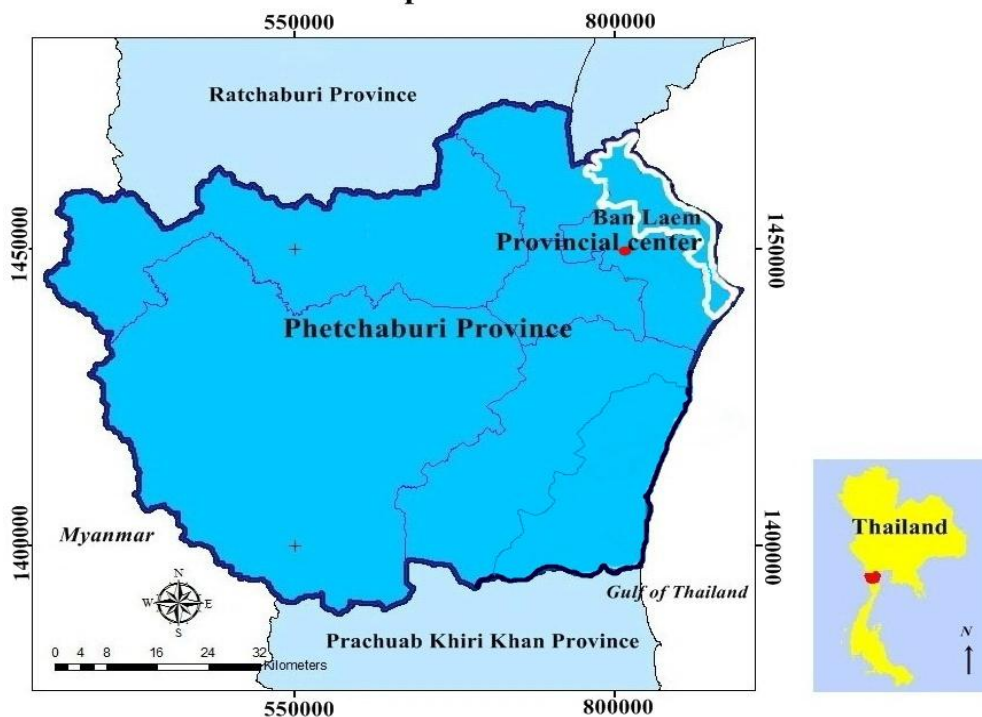 550000
800000
Ratchaburi Province
Ban Laem
Provincial center
1450000
1450000
Phetchaburi Province
Myanmar
1400000
1400000
Gulf of Thailand
N
W
E
S
Prachuab Khiri Khan Province
0 4 8 16 24 32
Kilometers
550000
800000
Thailand
N